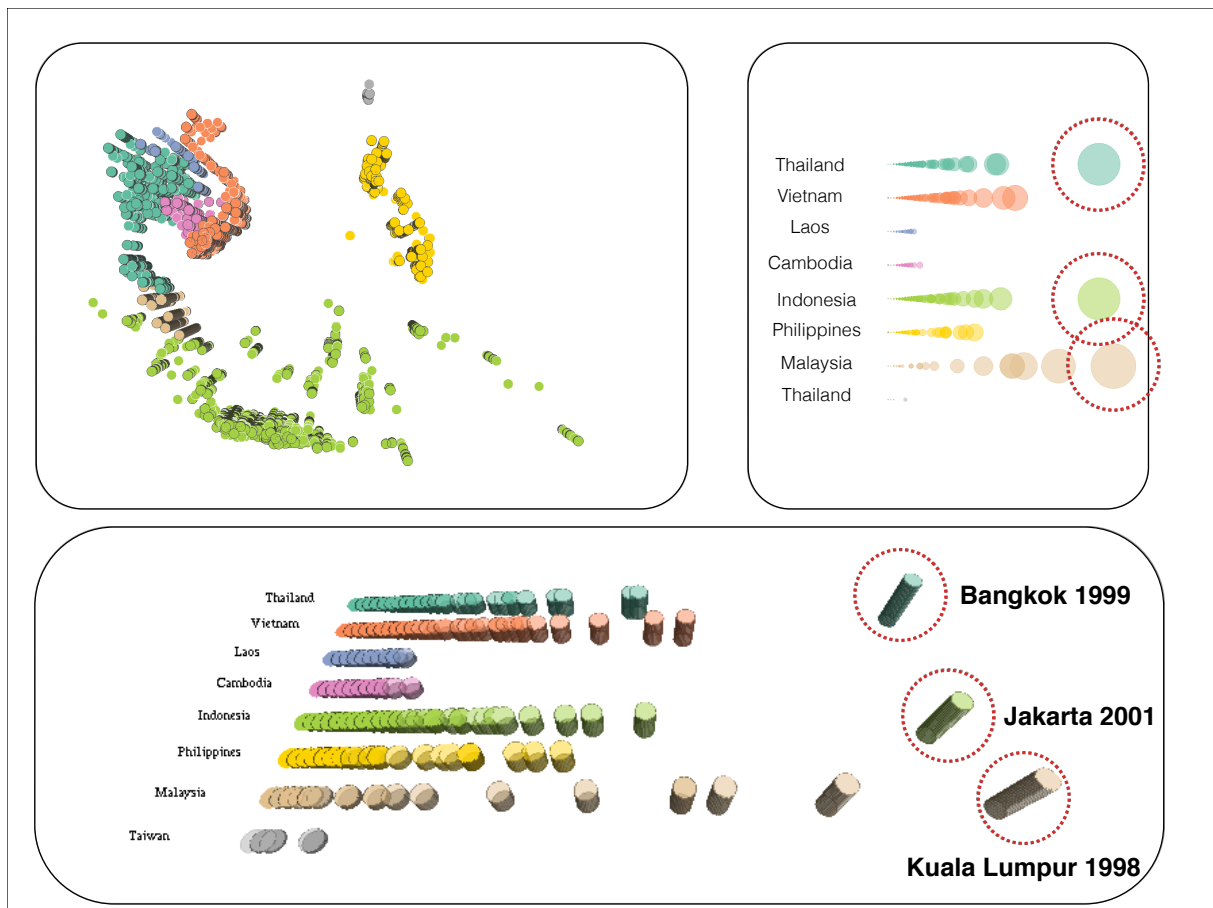 Thailand
Vietnam
Laos
Cambodia
Indonesia
Philippines
Malaysia
Thailand
Thailand
Vietnam
Laos
Cambodia
Indonesia
Philippines
Malaysia
Taiwan
Bangkok 1999
Jakarta 2001
Kuala Lumpur 1998